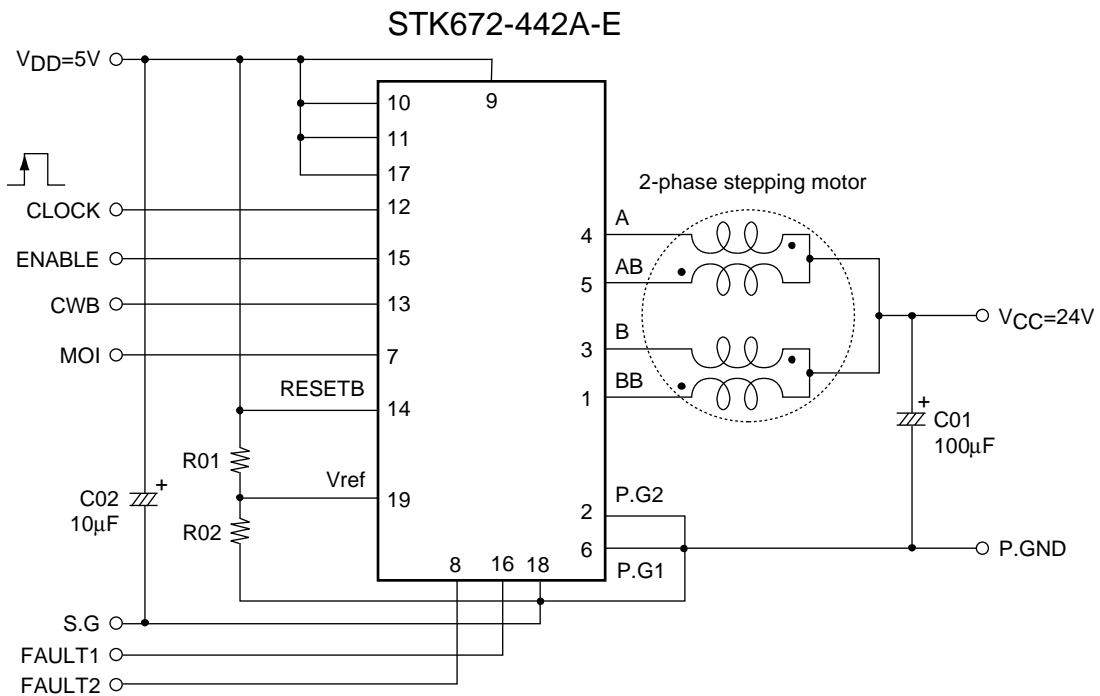 STK672-442A-E
VDD=5V
9
10
11
17
CLOCK
12
ENABLE
15
CWB
13
MOI
7
RESETB
14
R01
Vref
19
R02
C02
+
10μF
8
16
18
S.G
FAULT1
FAULT2
2-phase stepping motor
A
4
AB
5
B
3
BB
1
VCC=24V
+
C01
100μF
P.G2
2
6
P.G1
P.GND